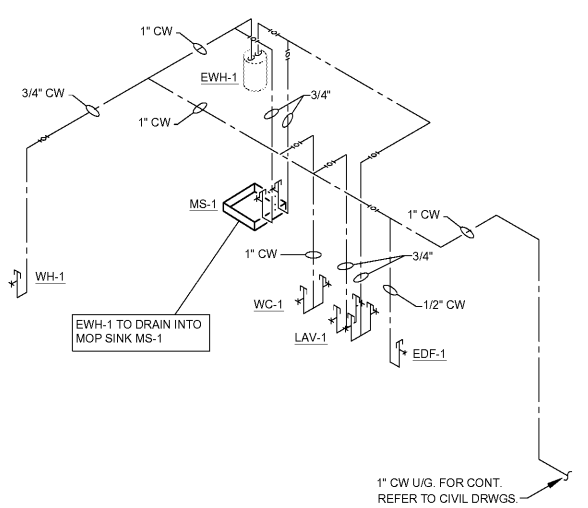 1" CW
EWH-1
3/4" CW
3/4"
1" CW
MS-1
1" CW
WH-1
1" CW
3/4"
WC-1
1/2" CW
EWH-1 TO DRAIN INTO
MOP SINK MS-1
LAV-1
EDF-1
1" CW U/G. FOR CONT.
REFER TO CIVIL DRWGS.